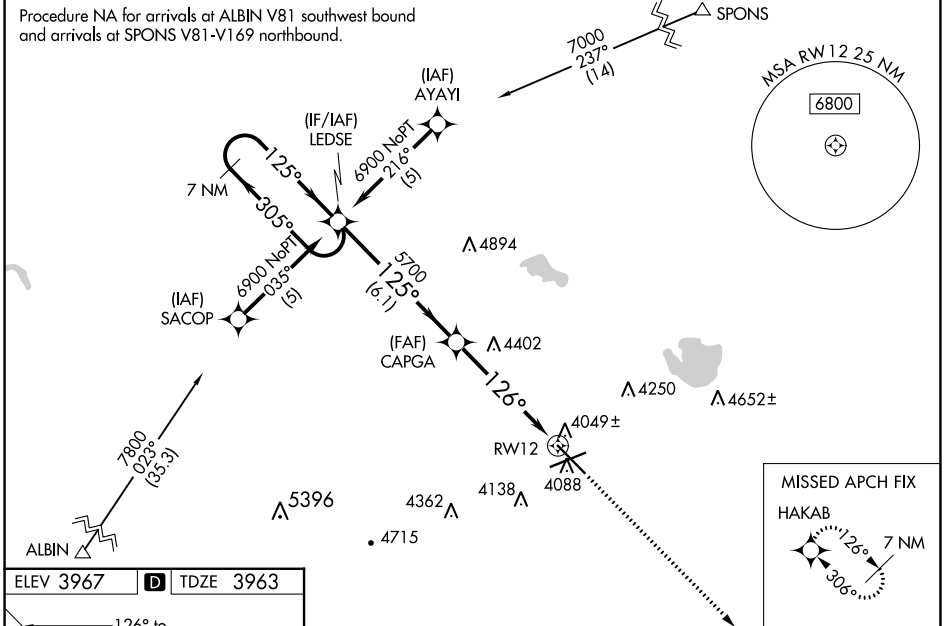 Procedure NA for arrivals at ALBIN V81 southwest bound
and arrivals at SPONS V81-V169 northbound.
SPONS
7000
237°
(14)
MSA RW12 25 NM
6800
(IAF)
AYAYI
(IF/IAF)
LEDSE
6900 NoPT
216°
(5)
125°
7 NM
305°
6900 NoPT
035°
(5)
(IAF)
SACOP
4894
5700
125°
(6.1)
(FAF)
CAPGA
4402
126°
4250
4652±
4049±
RW12
4088
4138
4362
5396
4715
7800
023°
(35.3)
ALBIN
MISSED APCH FIX
HAKAB
126°
7 NM
306°
ELEV 3967
D
TDZE 3963
126° to